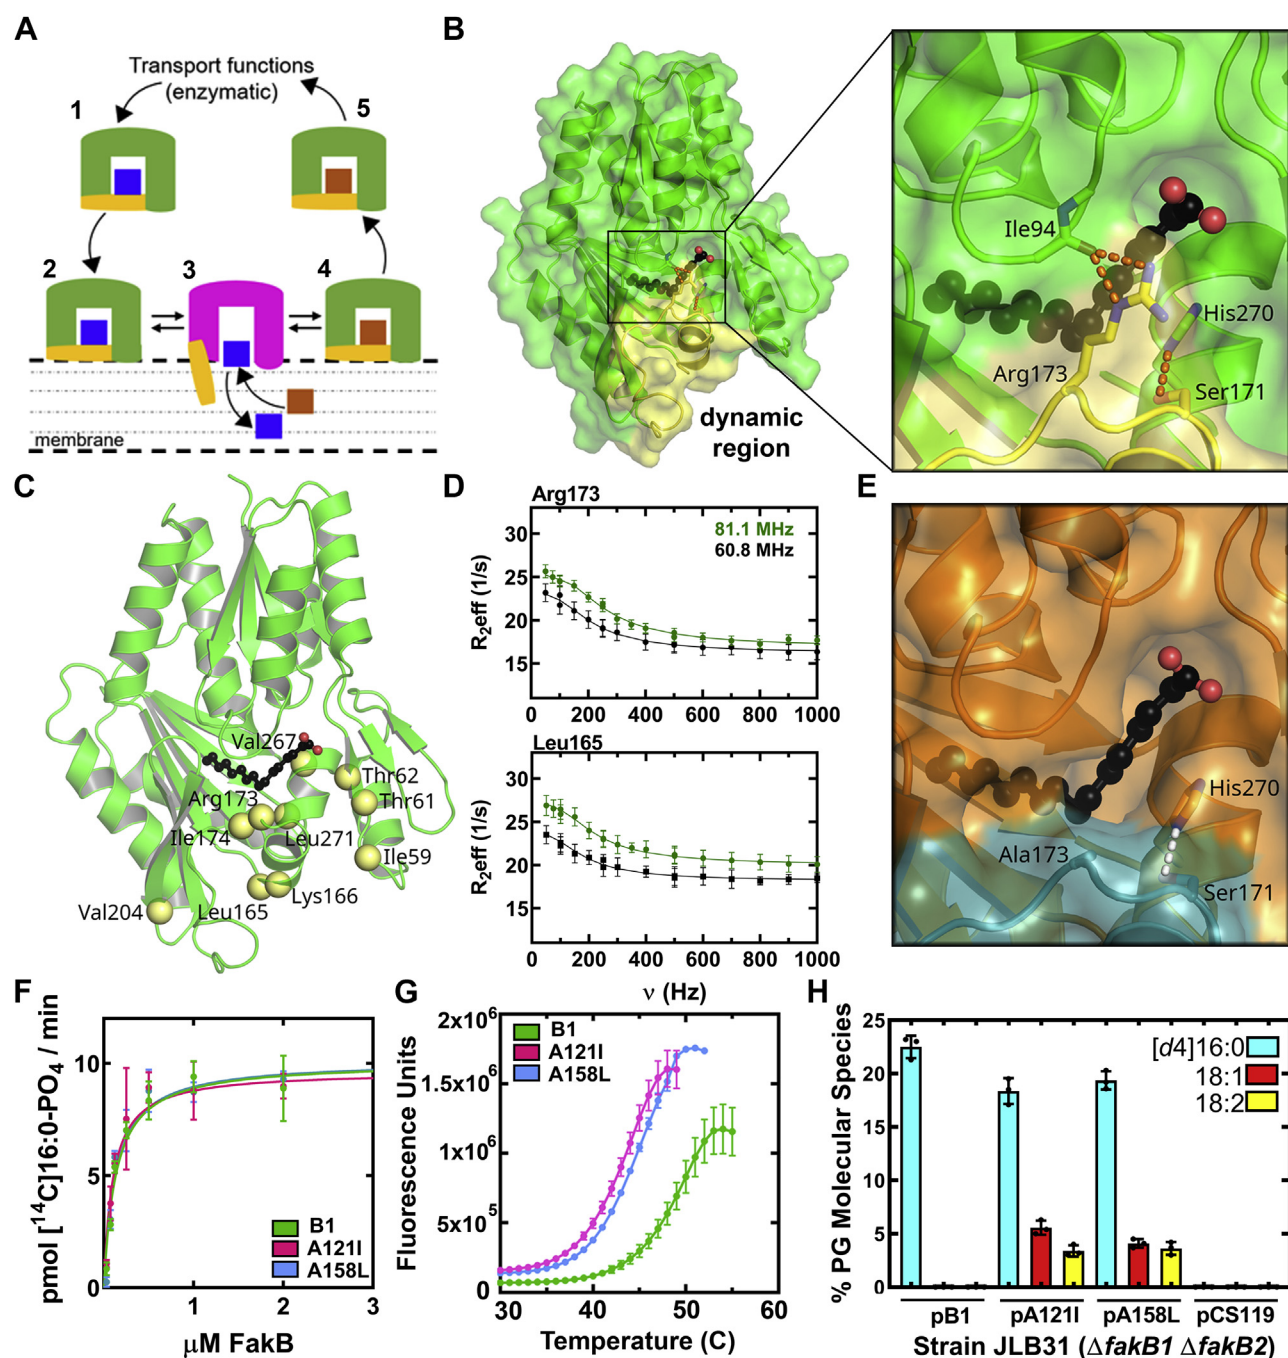 A
Transport functions
(enzymatic)
1
5
2
3
4
membrane
B
dynamic
region
Ile94
His270
Arg173
Ser171
C
Val267
Thr62
Arg173
Thr61
Ile174
Leu271
Ile59
Lys166
Val204
Leu165
D
Arg173
81.1 MHz
60.8 MHz
R2eff (1/s)
30
25
20
15
0 200 400 600 800 1000
Leu165
R2eff (1/s)
30
25
20
15
0 200 400 600 800 1000
ν (Hz)
E
His270
Ala173
Ser171
F
pmol [14C]16:0-PO4 / min
10
5
0
B1
A121I
A158L
1 2 3
μM FakB
G
Fluorescence Units
2x10^6
1.5x10^6
1x10^6
5x10^5
0
B1
A121I
A158L
30 40 50 60
Temperature (C)
H
% PG Molecular Species
25
20
15
10
5
0
[d4]16:0
18:1
18:2
pB1 pA121I pA158L pCS119
Strain JLB31 (ΔfakB1 ΔfakB2)